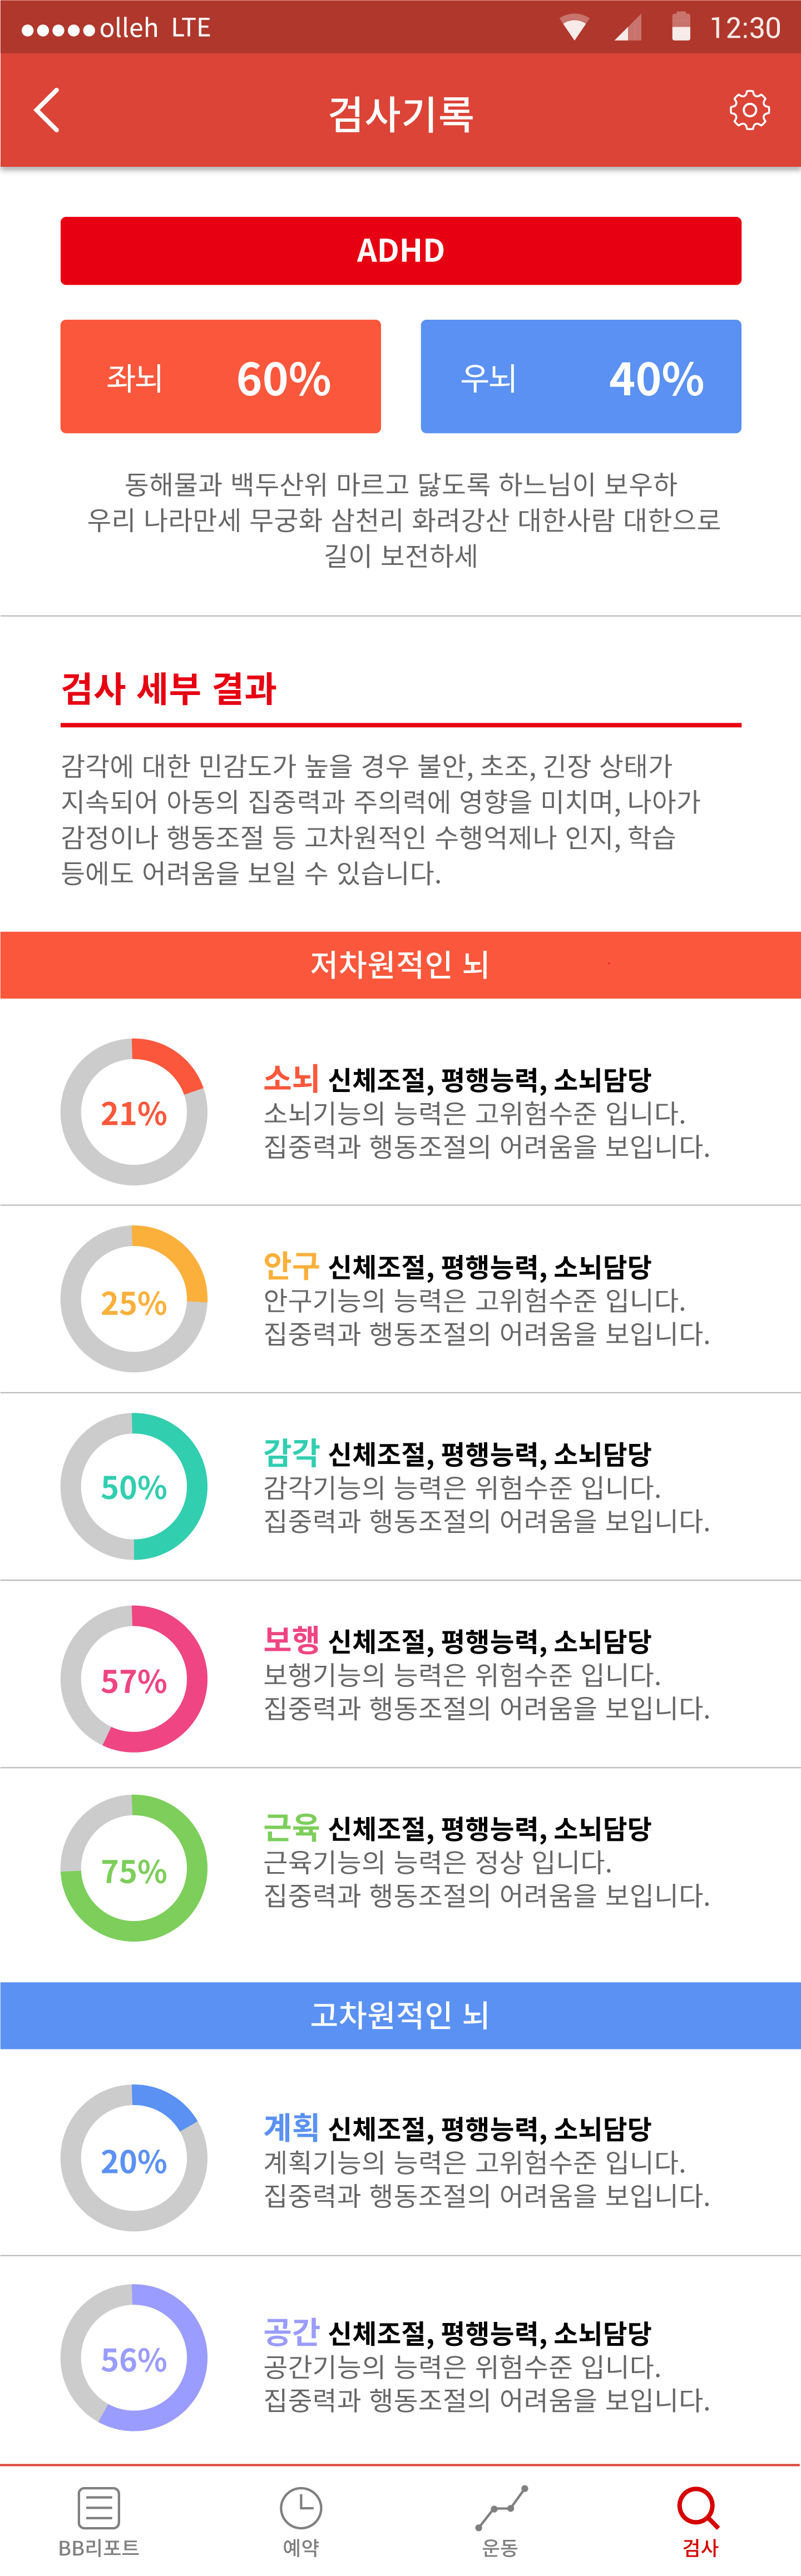 olleh LTE 12:30
검사기록
ADHD
좌뇌 60% 우뇌 40%
동해물과 백두산위 마르고 닳도록 하느님이 보우하
우리 나라만세 무궁화 삼천리 화려강산 대한사람 대한으로
길이 보전하세
검사 세부 결과
감각에 대한 민감도가 높을 경우 불안, 초조, 긴장 상태가
지속되어 아동의 집중력과 주의력에 영향을 미치며, 나아가
감정이나 행동조절 등 고차원적인 수행억제나 인지, 학습
등에도 어려움을 보일 수 있습니다.
저차원적인 뇌
21%
소뇌 신체조절, 평행능력, 소뇌담당
소뇌기능의 능력은 고위험수준 입니다.
집중력과 행동조절의 어려움을 보입니다.
25%
안구 신체조절, 평행능력, 소뇌담당
안구기능의 능력은 고위험수준 입니다.
집중력과 행동조절의 어려움을 보입니다.
50%
감각 신체조절, 평행능력, 소뇌담당
감각기능의 능력은 위험수준 입니다.
집중력과 행동조절의 어려움을 보입니다.
57%
보행 신체조절, 평행능력, 소뇌담당
보행기능의 능력은 위험수준 입니다.
집중력과 행동조절의 어려움을 보입니다.
75%
근육 신체조절, 평행능력, 소뇌담당
근육기능의 능력은 정상 입니다.
집중력과 행동조절의 어려움을 보입니다.
고차원적인 뇌
20%
계획 신체조절, 평행능력, 소뇌담당
계획기능의 능력은 고위험수준 입니다.
집중력과 행동조절의 어려움을 보입니다.
56%
공간 신체조절, 평행능력, 소뇌담당
공간기능의 능력은 위험수준 입니다.
집중력과 행동조절의 어려움을 보입니다.
BB리포트 예약 운동 검사